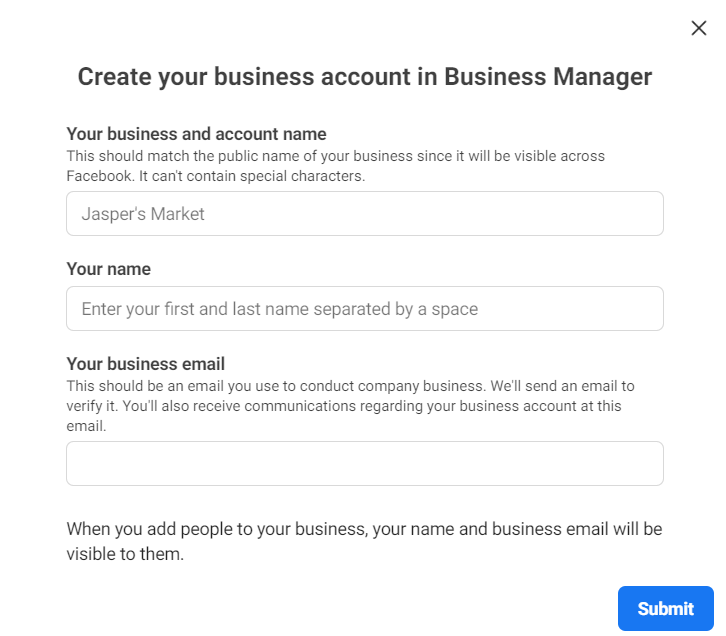 Create your business account in Business Manager
Your business and account name
This should match the public name of your business since it will be visible across
Facebook. It can't contain special characters.
Jasper's Market
Your name
Enter your first and last name separated by a space
Your business email
This should be an email you use to conduct company business. We'll send an email to
verify it. You'll also receive communications regarding your business account at this
email.
When you add people to your business, your name and business email will be
visible to them.
Submit